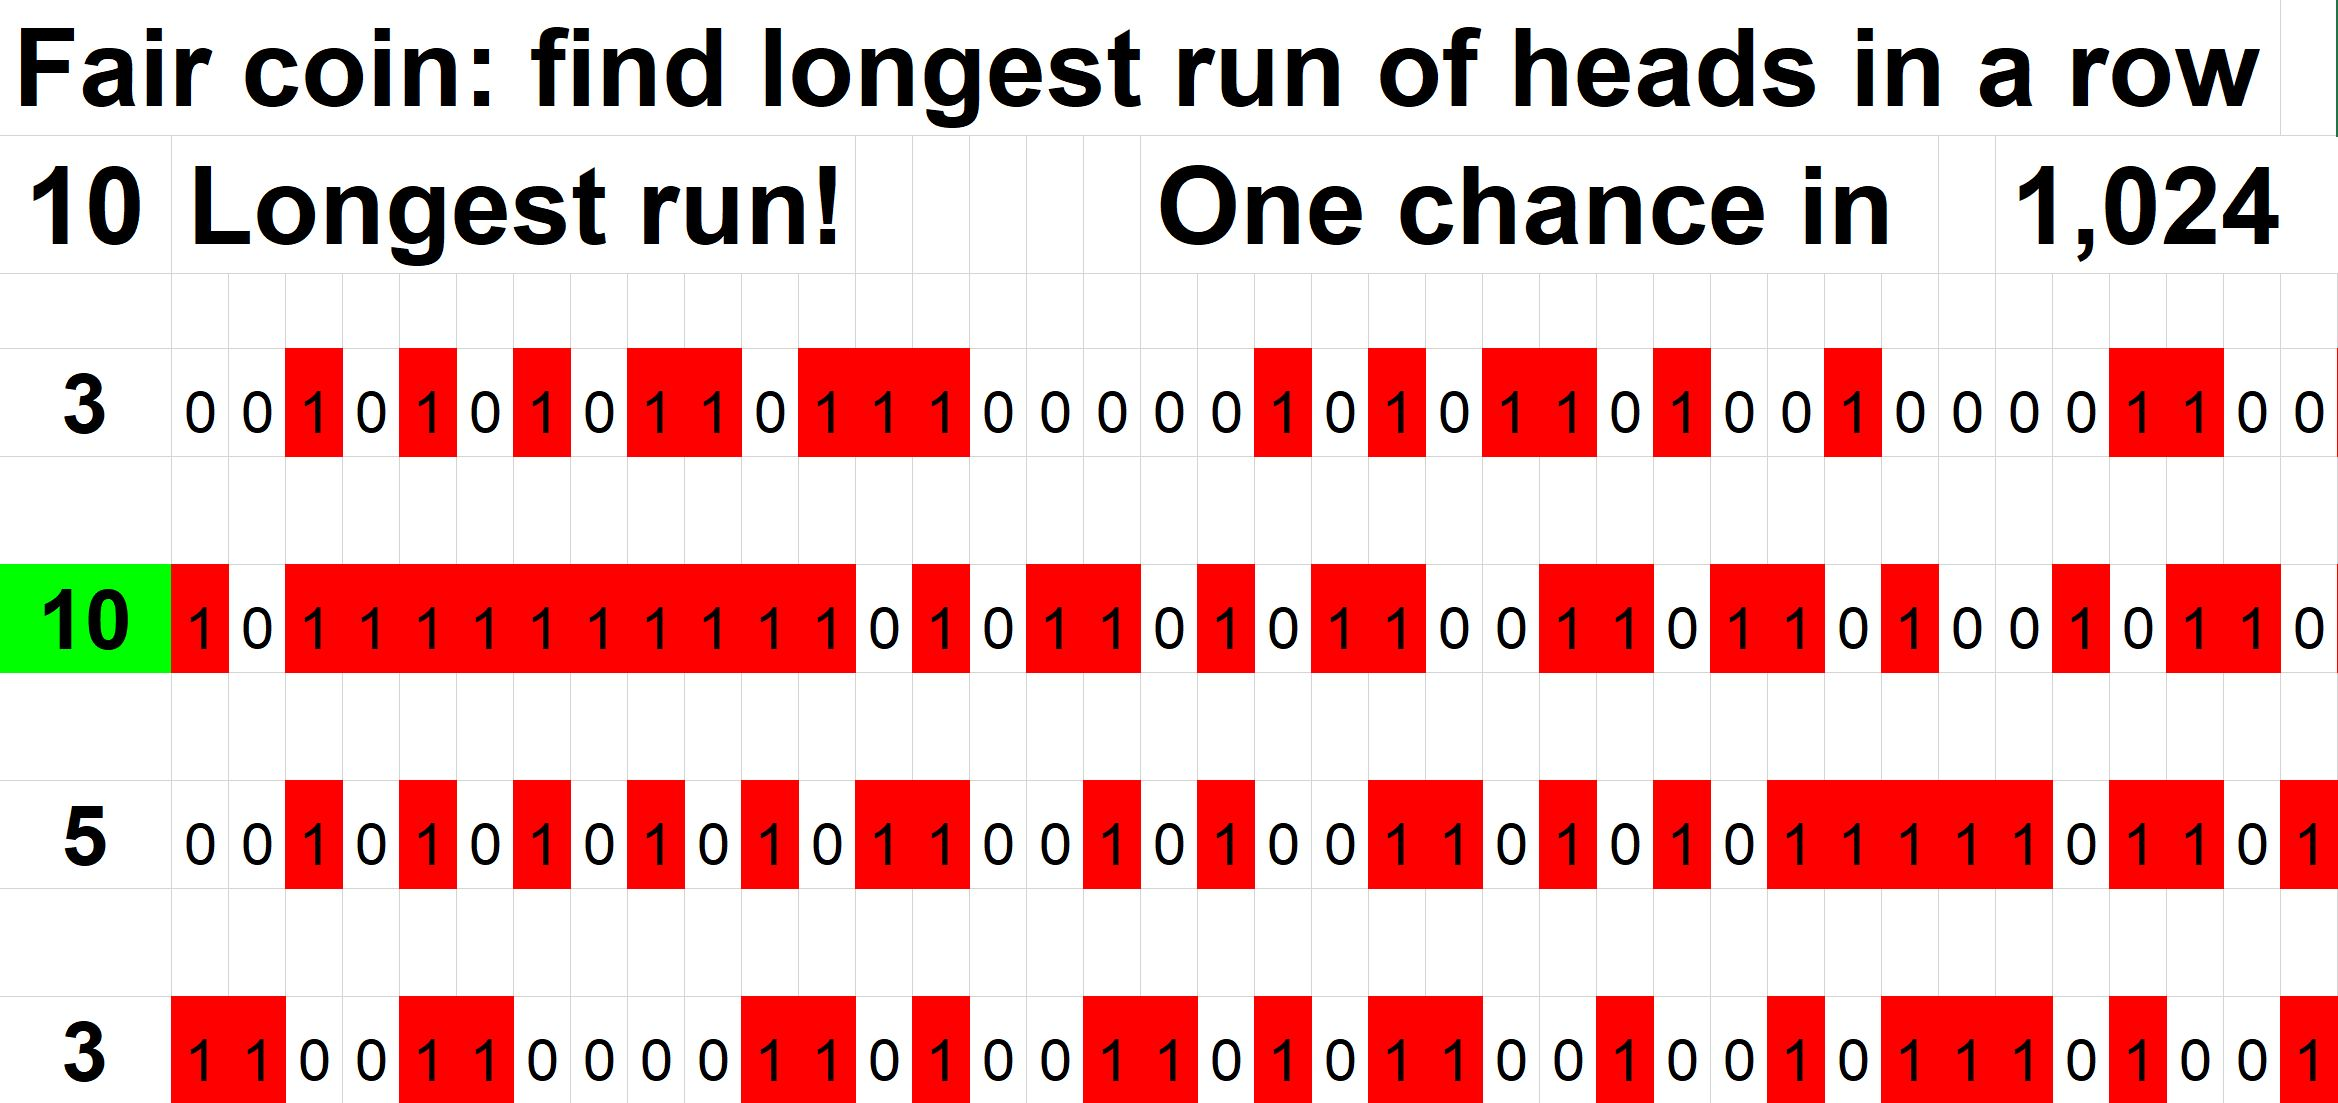 Fair coin: find longest run of heads in a row
10 Longest run! One chance in 1,024
3 0 0 1 0 1 0 1 0 1 1 0 1 1 1 0 0 0 0 0 1 0 1 0 1 1 0 1 0 0 1 0 0 0 0 1 1 0 0
10 1 0 1 1 1 1 1 1 1 1 1 1 0 1 0 1 1 0 1 0 1 1 0 0 1 1 0 1 1 0 1 0 0 1 0 1 1 0
5 0 0 1 0 1 0 1 0 1 0 1 0 1 1 0 0 1 0 1 0 0 1 1 0 1 0 1 0 1 1 1 1 1 0 1 1 0 1
3 1 1 0 0 1 1 0 0 0 0 1 1 0 1 0 0 1 1 0 1 0 1 1 0 0 1 0 0 1 0 1 1 1 0 1 0 0 1